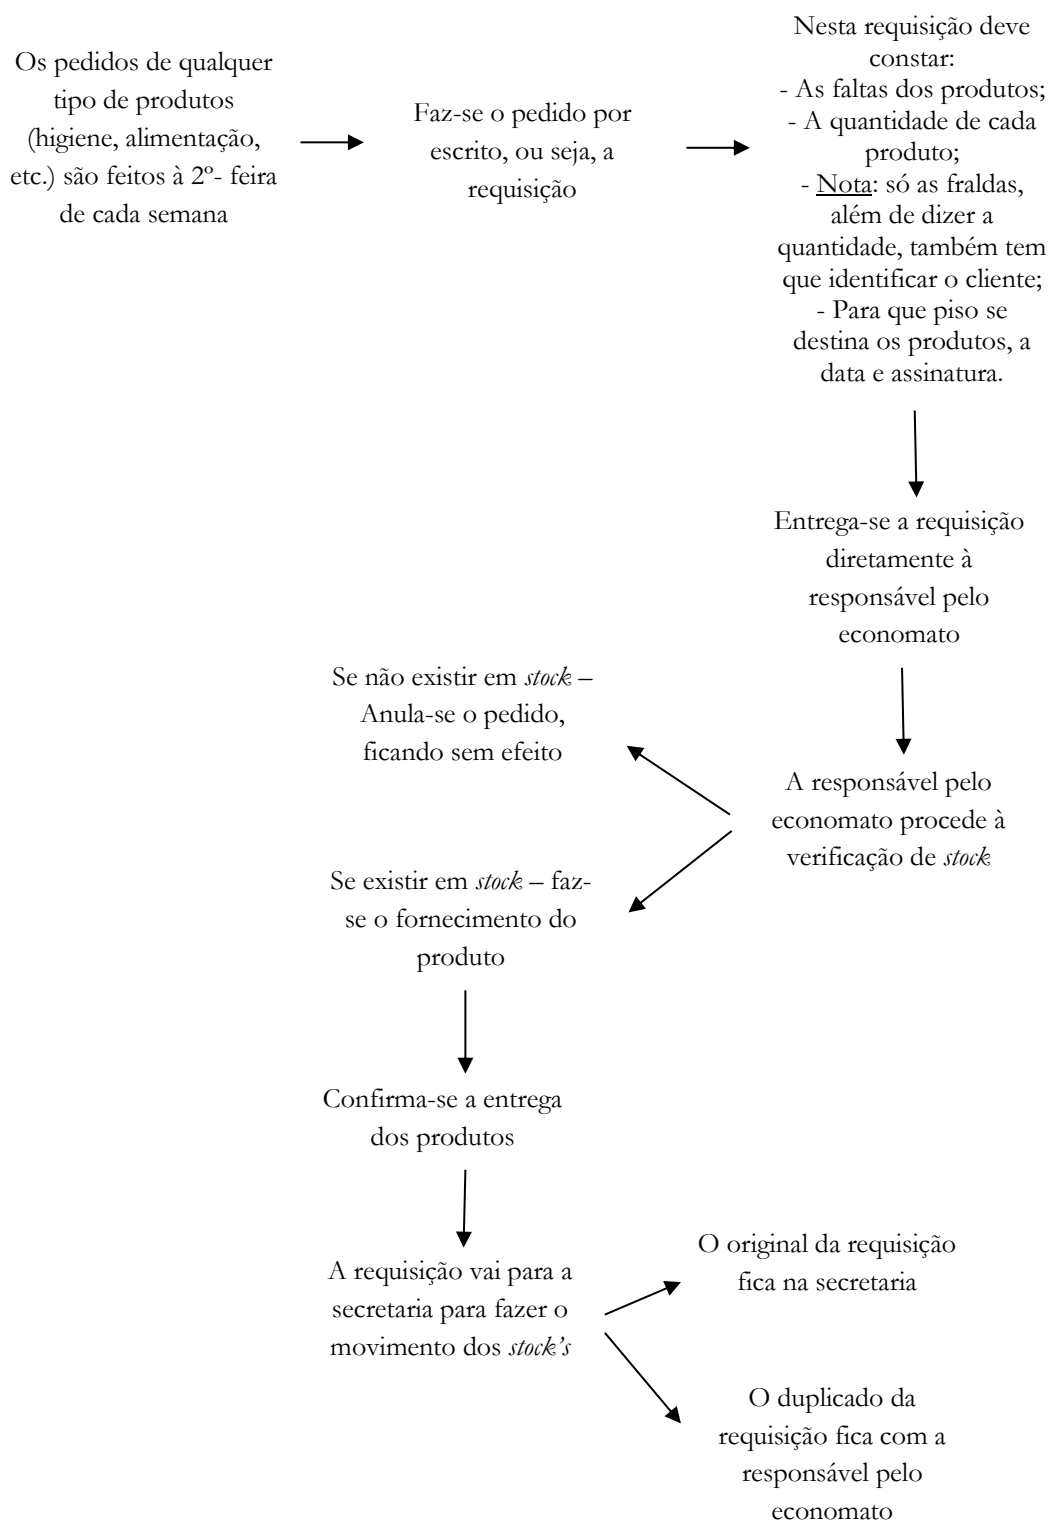 Os pedidos de qualquer
tipo de produtos
(higiene, alimentação,
etc.) são feitos à 2º- feira
de cada semana
Faz-se o pedido por
escrito, ou seja, a
requisição
Nesta requisição deve
constar:
- As faltas dos produtos;
- A quantidade de cada
produto;
- Nota: só as fraldas,
além de dizer a
quantidade, também tem
que identificar o cliente;
- Para que piso se
destina os produtos, a
data e assinatura.
Entrega-se a requisição
diretamente à
responsável pelo
economato
A responsável pelo
economato procede à
verificação de stock
Se não existir em stock –
Anula-se o pedido,
ficando sem efeito
Se existir em stock – faz-
se o fornecimento do
produto
Confirma-se a entrega
dos produtos
A requisição vai para a
secretaria para fazer o
movimento dos stock’s
O original da requisição
fica na secretaria
O duplicado da
requisição fica com a
responsável pelo
economato